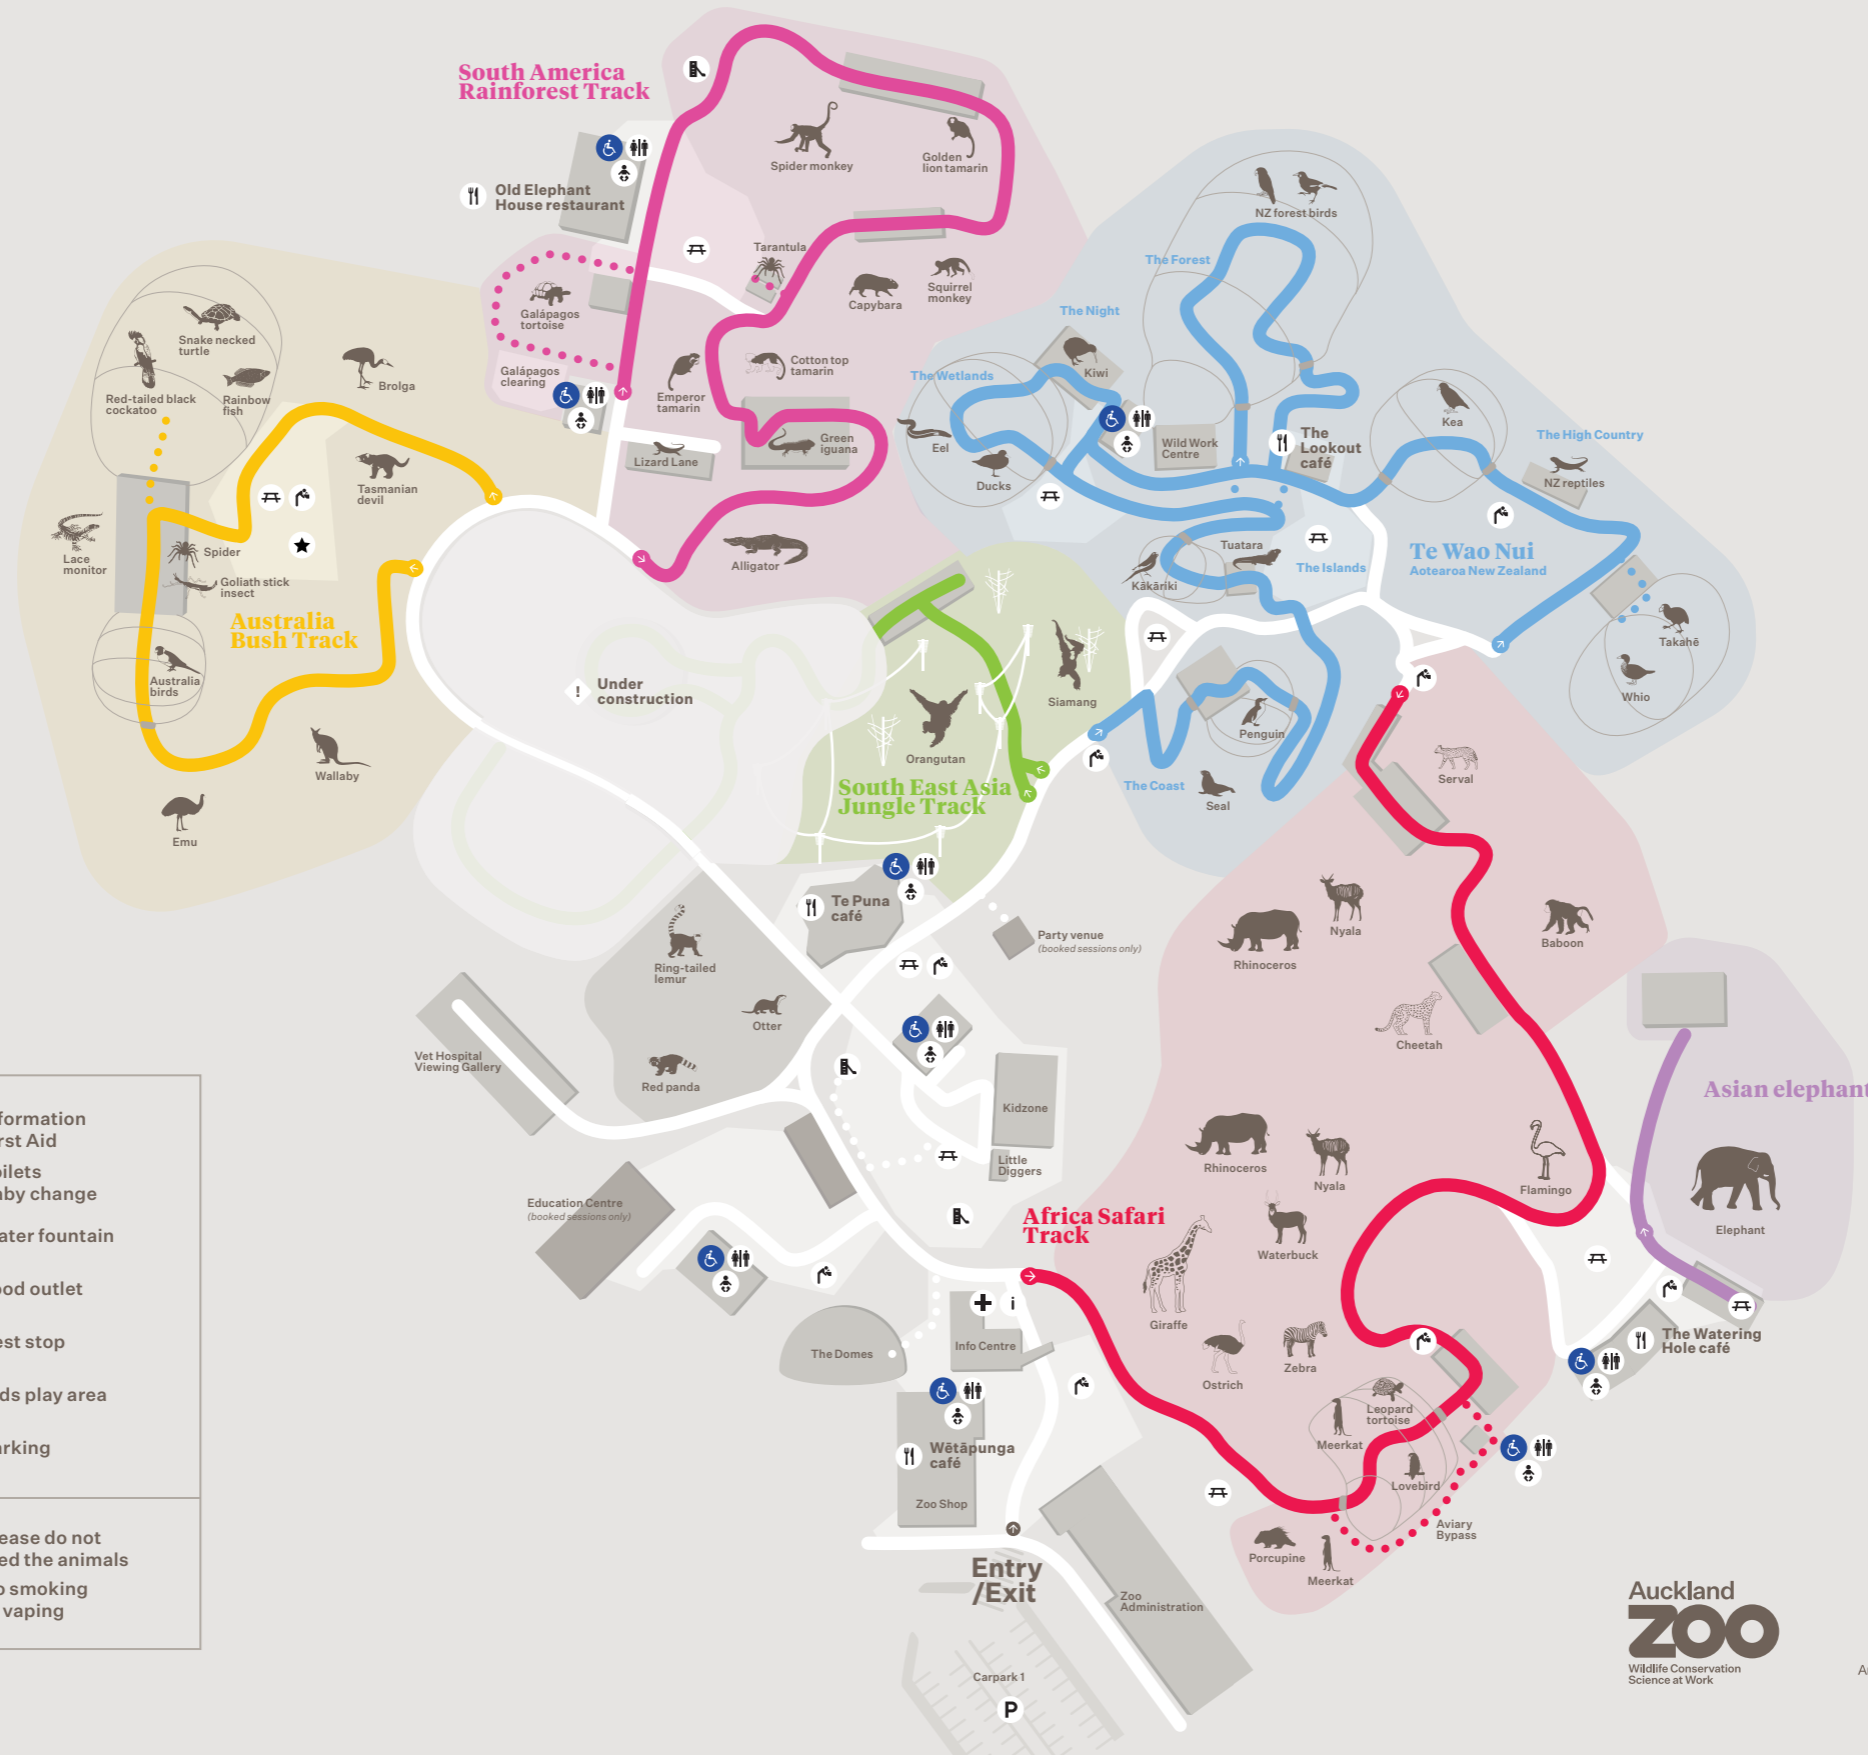 South America
Rainforest Track
Spider monkey
Golden
lion tamarin
Old Elephant
House restaurant
NZ forest birds
Tarantula
The Forest
Galápagos
tortoise
Capybara
Squirrel
monkey
The Night
Snake necked
turtle
Brolga
Red-tailed black
cockatoo
Rainbow
fish
Galápagos
clearing
Emperor
tamarin
Cotton top
tamarin
The Wetlands
Kiwi
Kea
Eel
Wild Work
Centre
The
Lookout
café
The High Country
Green
iguana
Lizard Lane
Ducks
NZ reptiles
Tasmanian
devil
Lace
monitor
Spider
Goliath stick
insect
Alligator
Tuatara
Kākāriki
The Islands
Te Wao Nui
Aotearoa New Zealand
Australia
Bush Track
Takahē
Australia
birds
!
Under
construction
Siamang
Whio
Orangutan
Penguin
Wallaby
South East Asia
Jungle Track
The Coast
Seal
Serval
Emu
Te Puna
café
Party venue
(booked sessions only)
Rhinoceros
Nyala
Baboon
Ring-tailed
lemur
Otter
Cheetah
Vet Hospital
Viewing Gallery
Red panda
Asian elephant
Kidzone
Little
Diggers
Rhinoceros
Nyala
Flamingo
Education Centre
(booked sessions only)
Africa Safari
Track
Waterbuck
Elephant
i
Giraffe
The Domes
Info Centre
Ostrich
Zebra
The Watering
Hole café
Leopard
tortoise
Meerkat
Wētāpunga
café
Lovebird
Zoo Shop
Aviary
Bypass
Porcupine
Meerkat
Entry
/Exit
Zoo
Administration
Carpark 1
P
formation
rst Aid
oilets
aby change
ater fountain
ood outlet
est stop
ds play area
arking
ease do not
ed the animals
o smoking
vaping
Auckland
ZOO
Wildlife Conservation
Science at Work